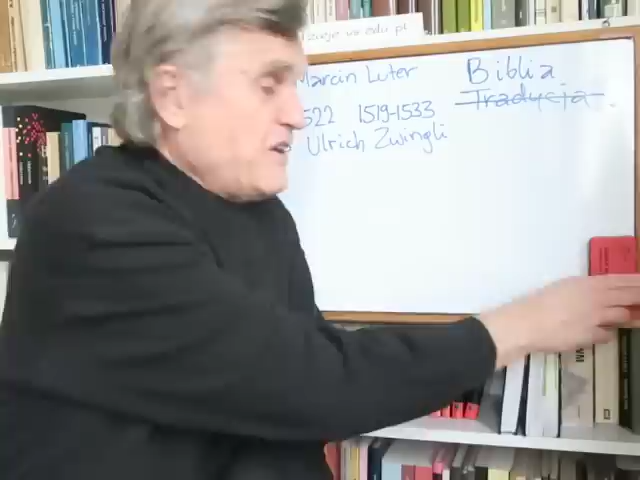 Marcin Luter
Biblia
Tradycja
522 1519-1533
Ulrich Zwingli